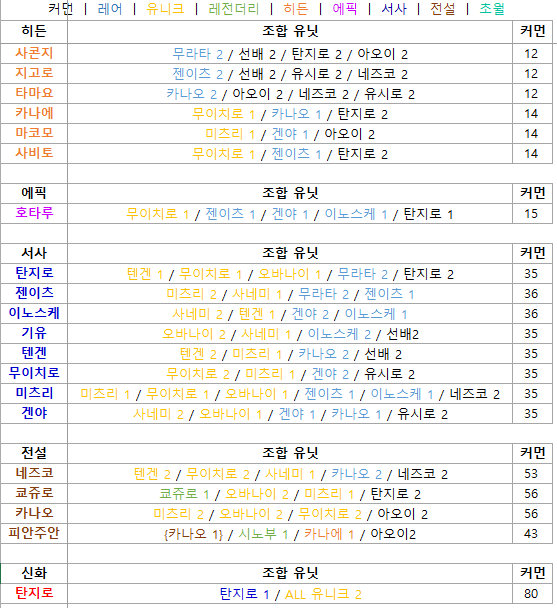 커먼 | 레어 | 유니크 | 레전더리 | 히든 | 에픽 | 서사 | 전설 | 초월
히든 조합 유닛 커먼
사콘지 무라타 2 / 선배 2 / 탄지로 2 / 아오이 2 12
지고로 젠이츠 2 / 선배 2 / 유시로 2 / 네즈코 2 12
타마요 카나오 2 / 아오이 2 / 네즈코 2 / 유시로 2 12
카나에 무이치로 1 / 카나오 1 / 탄지로 2 14
마코모 미츠리 1 / 겐야 1 / 아오이 2 14
사비토 무이치로 1 / 젠이츠 1 / 탄지로 2 14
에픽 조합 유닛 커먼
호타루 무이치로 1 / 젠이츠 1 / 겐야 1 / 이노스케 1 / 탄지로 1 15
서사 조합 유닛 커먼
탄지로 텐겐 1 / 무이치로 1 / 오바나이 1 / 무라타 2 / 탄지로 2 35
젠이츠 미츠리 2 / 사네미 1 / 무라타 2 / 젠이츠 1 36
이노스케 사네미 2 / 텐겐 1 / 겐야 2 / 이노스케 1 36
기유 오바나이 2 / 사네미 1 / 이노스케 2 / 선배2 35
텐겐 텐겐 2 / 미츠리 1 / 카나오 2 / 선배 2 35
무이치로 무이치로 2 / 미츠리 1 / 겐야 2 / 유시로 2 35
미츠리 미츠리 1 / 무이치로 1 / 오바나이 1 / 젠이츠 1 / 이노스케 1 / 네즈코 2 35
겐야 사네미 2 / 오바나이 1 / 겐야 1 / 카나오 1 / 유시로 2 35
전설 조합 유닛 커먼
네즈코 텐겐 2 / 무이치로 2 / 사네미 1 / 카나오 2 / 네즈코 2 53
쿄쥬로 쿄쥬로 1 / 오바나이 2 / 미츠리 1 / 탄지로 2 56
카나오 미츠리 2 / 오바나이 2 / 무이치로 2 / 아오이 2 56
피안주안 {카나오 1} / 시노부 1 / 카나에 1 / 아오이2 43
신화 조합 유닛 커먼
탄지로 탄지로 1 / ALL 유니크 2 80